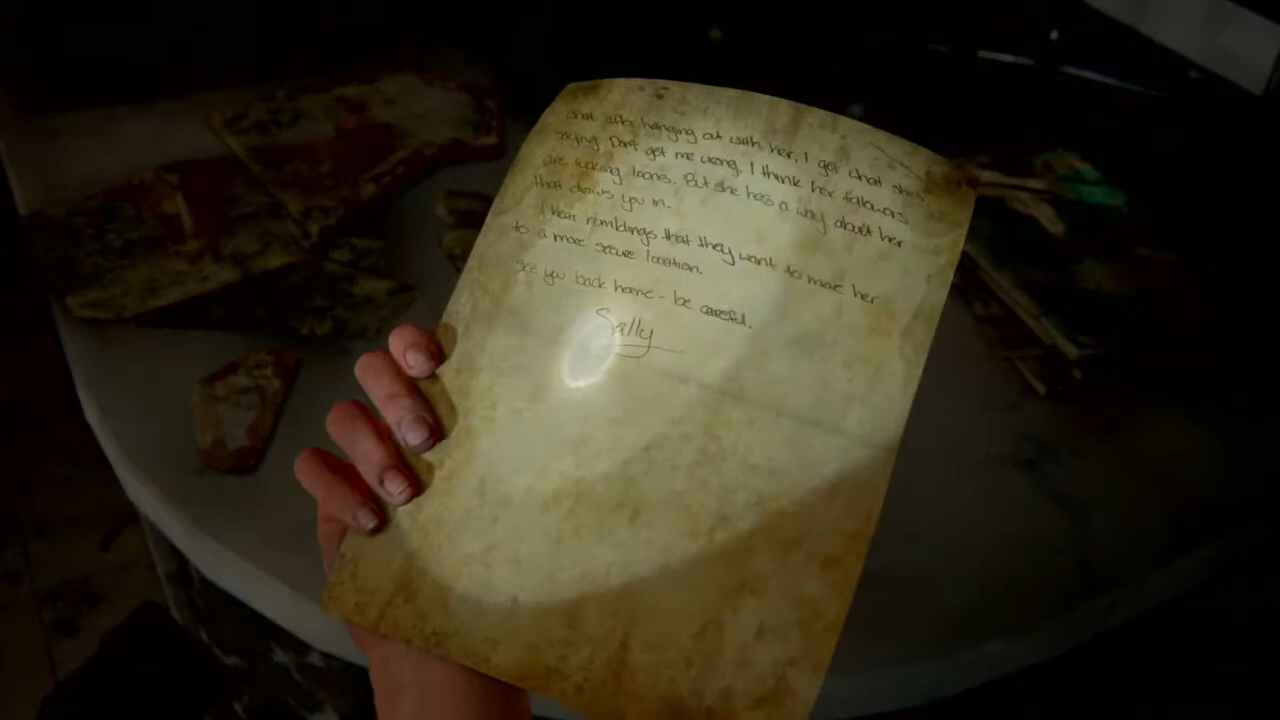 that after hanging out with her, I get what she's
saying. Don't get me wrong, I think her followers
are fucking loons. But she has a way about her
that draws you in.
I hear rumblings that they want to move her
to a more secure location.
See you back home - be careful.
Sally